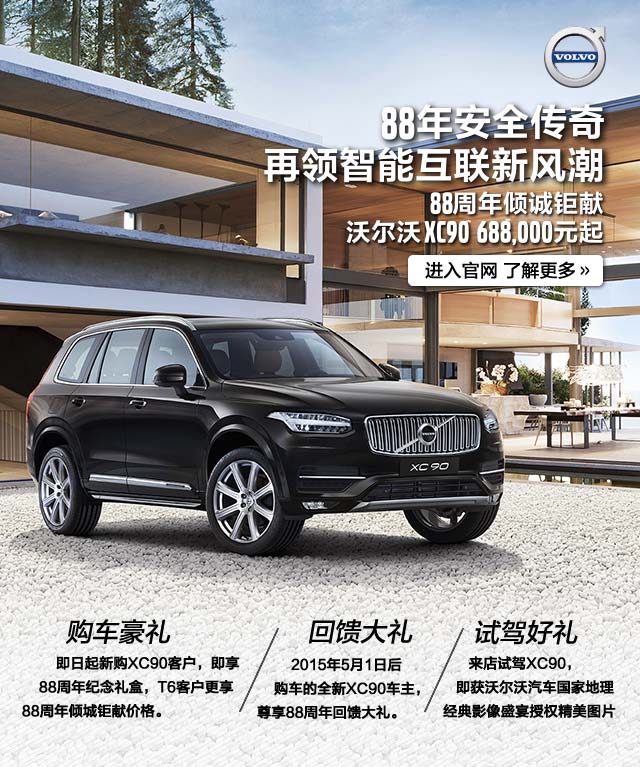 VOLVO
88年安全传奇
再领智能互联新风潮
88周年倾诚钜献
沃尔沃XC90 688,000元起
进入官网 了解更多»
VOLVO
XC90
购车豪礼
即日起新购XC90客户，即享
88周年纪念礼盒，T6客户更享
88周年倾城钜献价格。
回馈大礼
2015年5月1日后
购车的全新XC90车主，
尊享88周年回馈大礼。
试驾好礼
来店试驾XC90，
即获沃尔沃汽车国家地理
经典影像盛宴授权精美图片